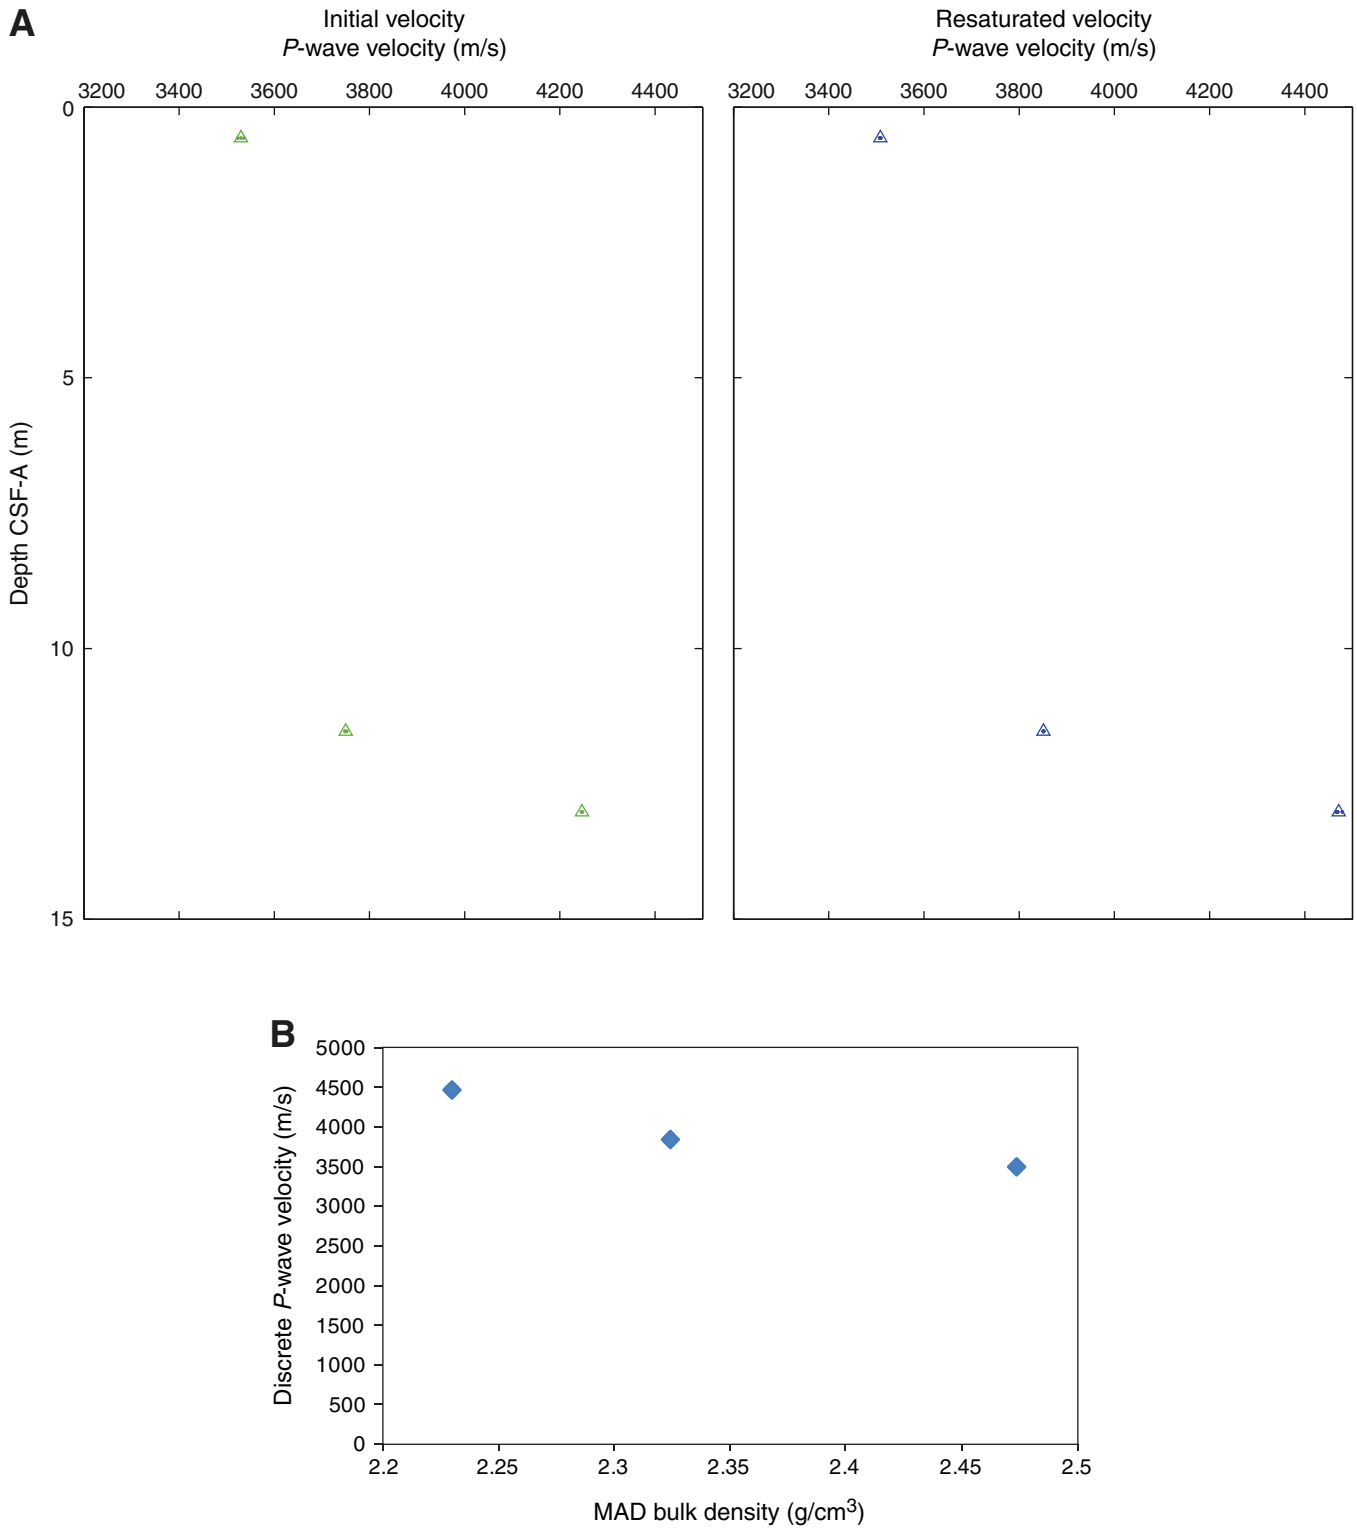 A
Initial velocity
P-wave velocity (m/s)
3200 3400 3600 3800 4000 4200 4400
Resaturated velocity
P-wave velocity (m/s)
3200 3400 3600 3800 4000 4200 4400
0
5
10
15
Depth CSF-A (m)
B
5000
4500
4000
3500
3000
2500
2000
1500
1000
500
0
Discrete P-wave velocity (m/s)
2.2 2.25 2.3 2.35 2.4 2.45 2.5
MAD bulk density (g/cm³)